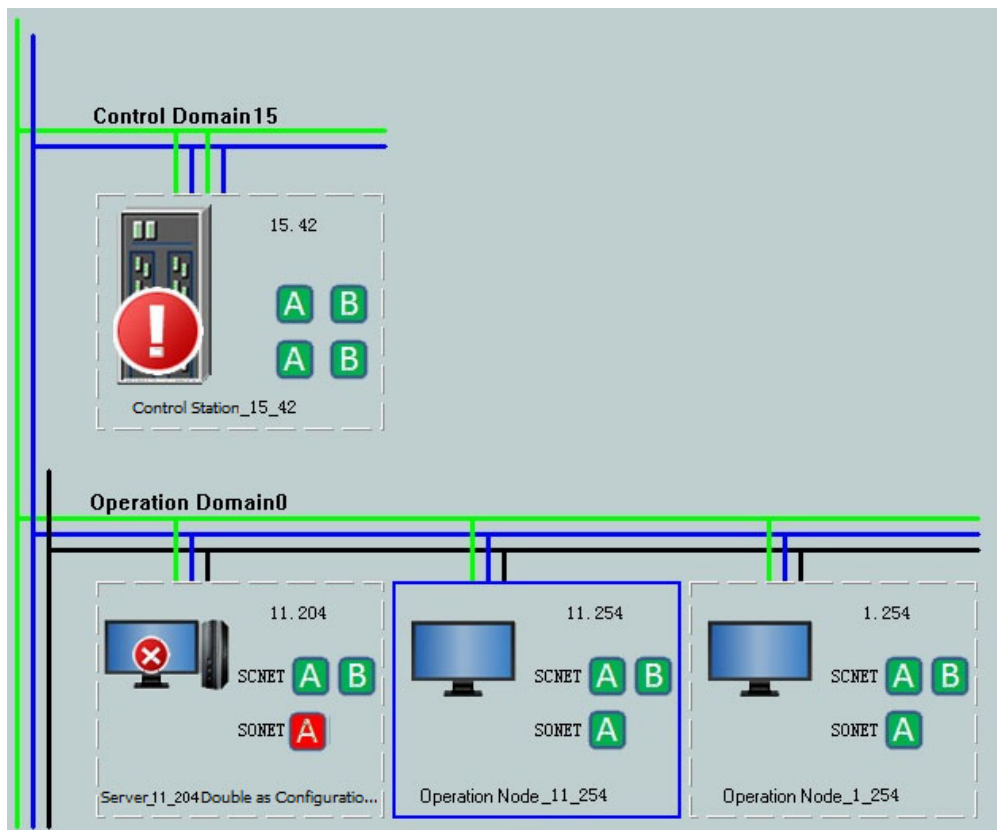 Control Domain15
15.42
A B
A B
Control Station_15_42
Operation Domain0
11.204
SCNET A B
SONET A
Server_11_204Double as Configuratio...
11.254
SCNET A B
SONET A
Operation Node_11_254
1.254
SCNET A B
SONET A
Operation Node_1_254